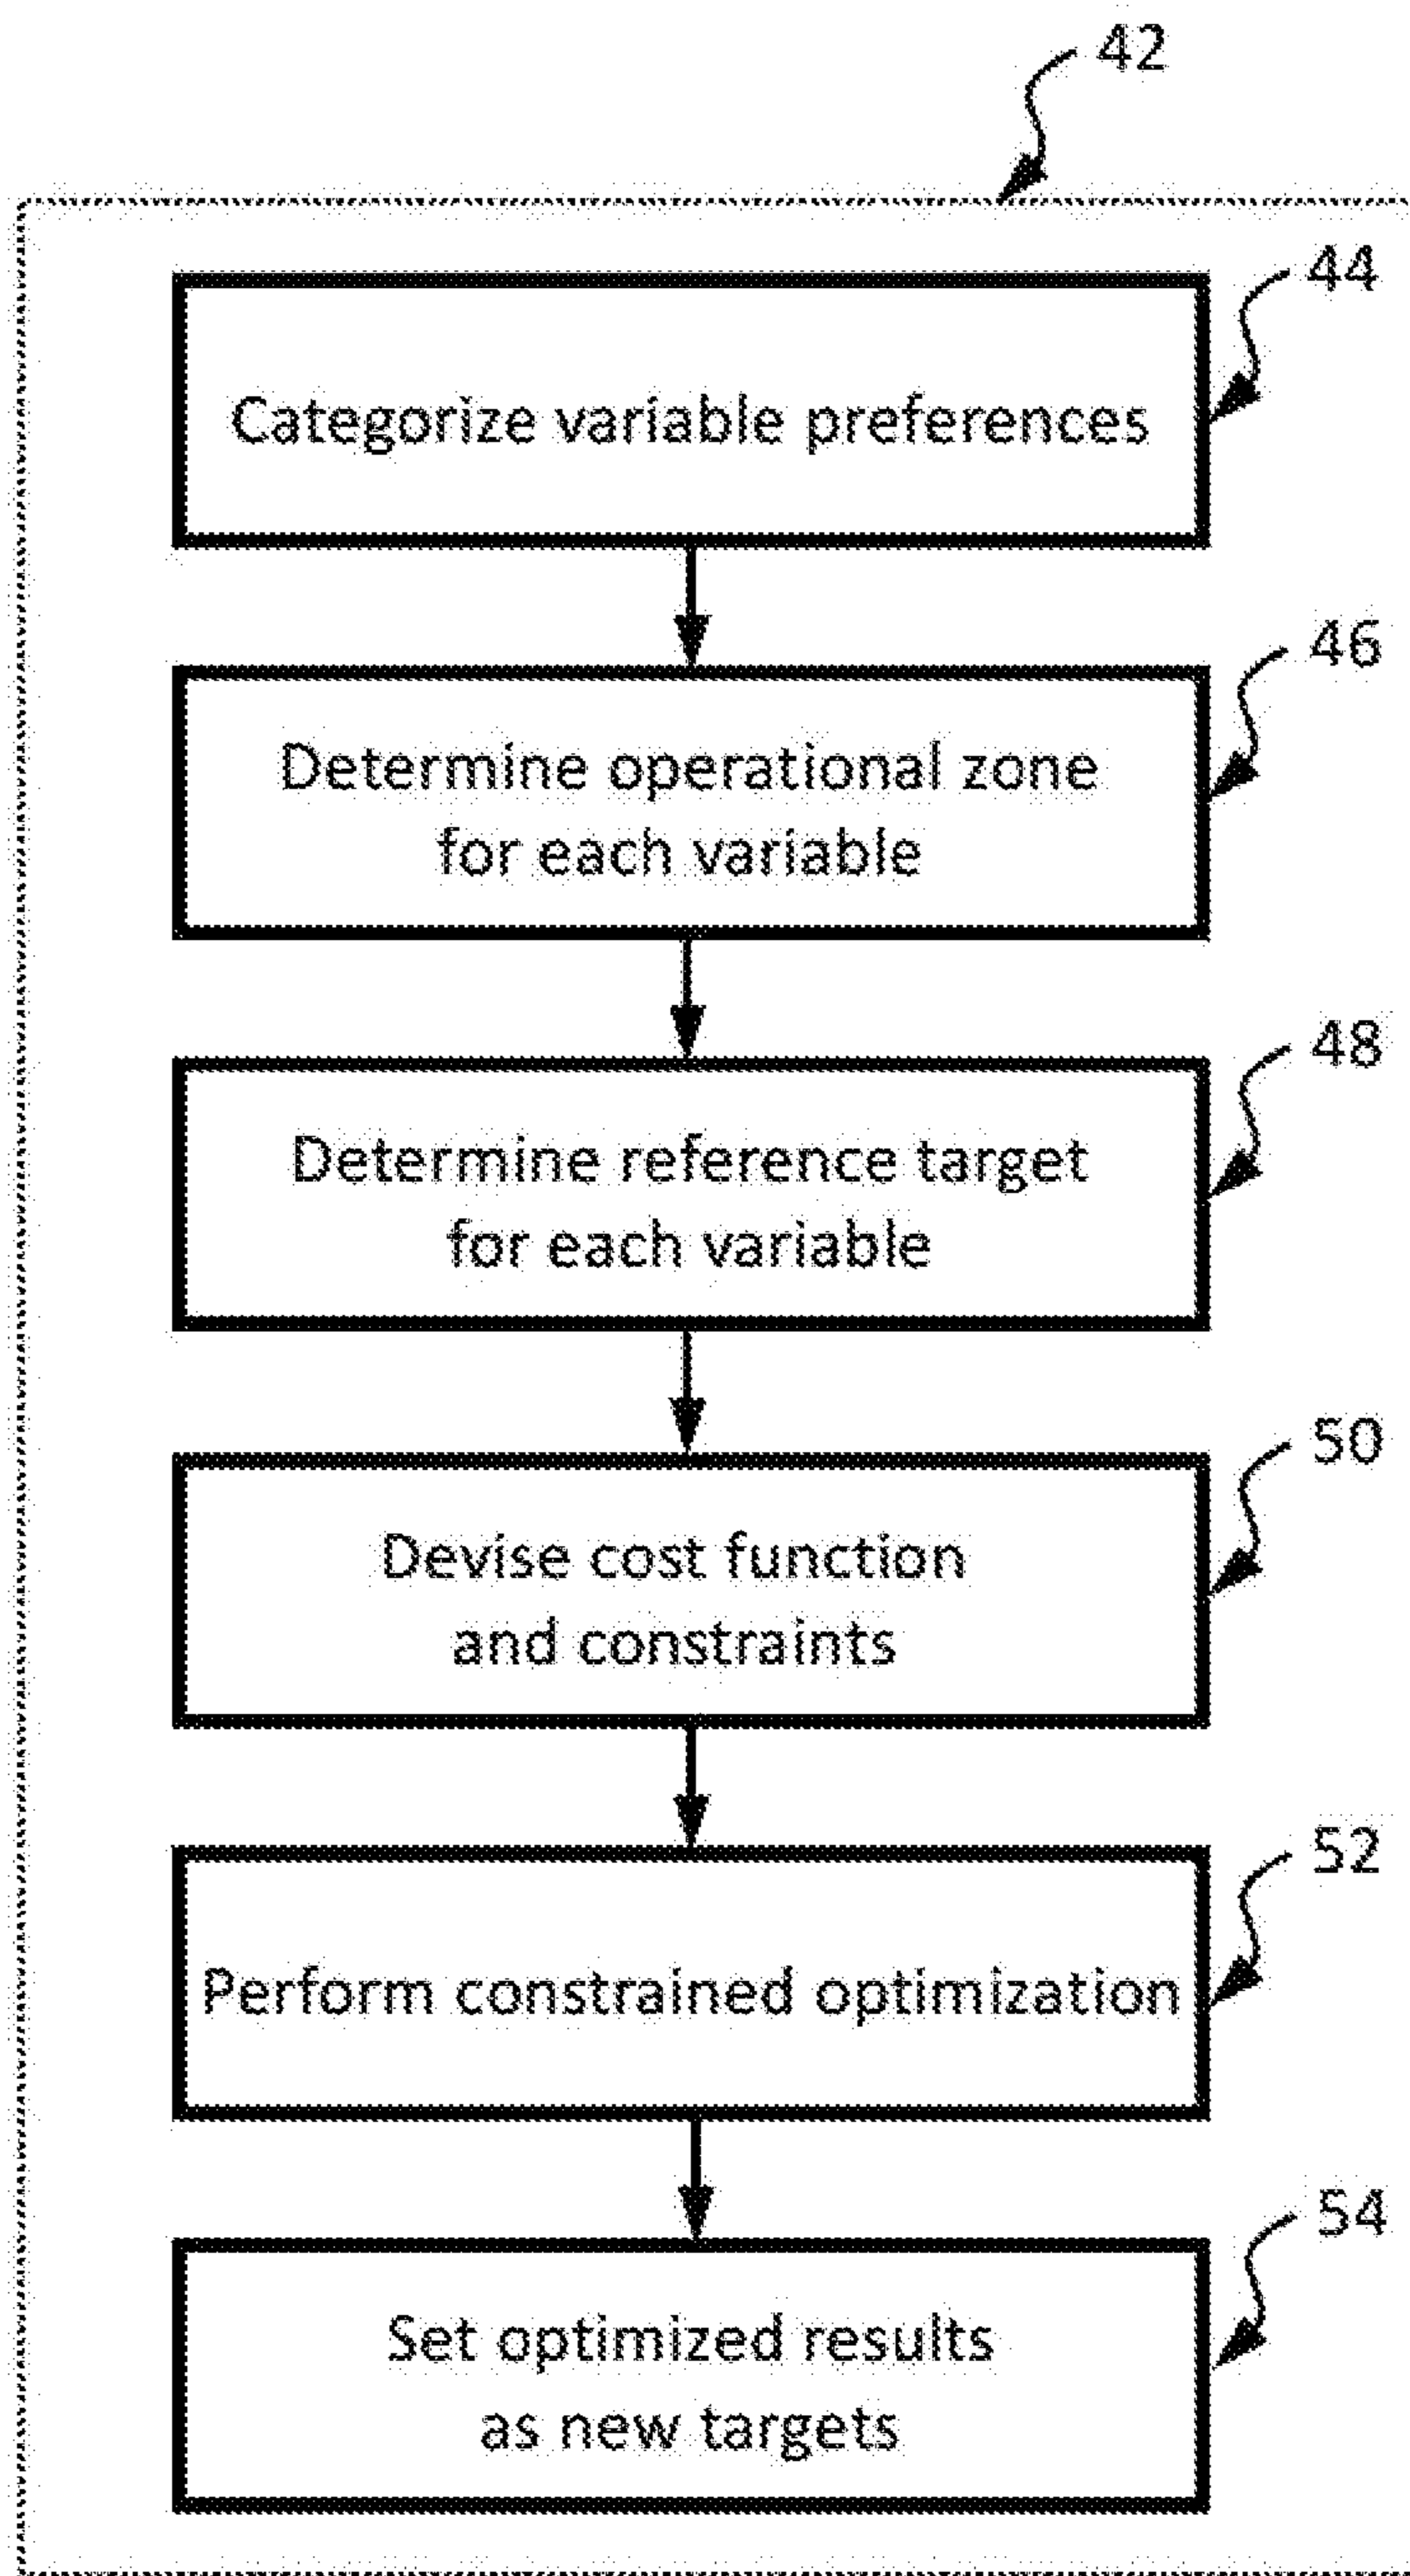 42
44
Categorize variable preferences
46
Determine operational zone
for each variable
48
Determine reference target
for each variable
50
Devise cost function
and constraints
52
Perform constrained optimization
54
Set optimized results
as new targets